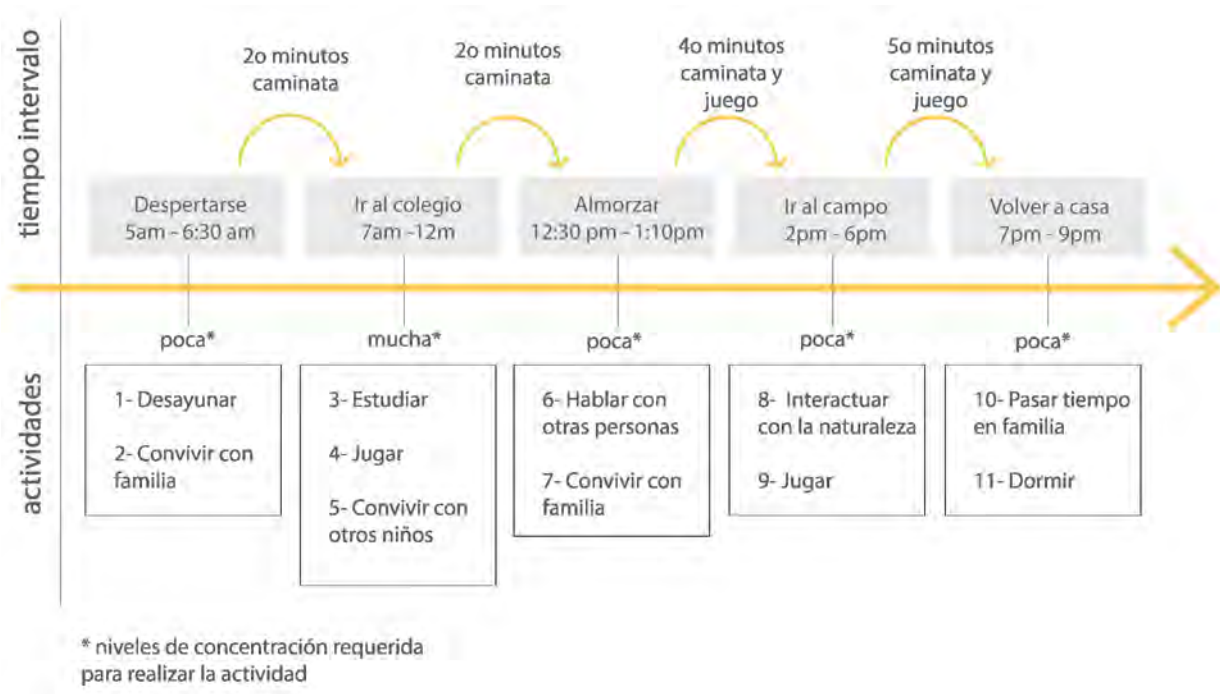 tiempo intervalo
2o minutos
caminata
2o minutos
caminata
4o minutos
caminata y
juego
5o minutos
caminata y
juego
Despertarse
5am - 6:30 am
Ir al colegio
7am -12m
Almorzar
12:30 pm - 1:10pm
Ir al campo
2pm - 6pm
Volver a casa
7pm - 9pm
actividades
poca*
1- Desayunar
2- Convivir con
familia
mucha*
3- Estudiar
4- Jugar
5- Convivir con
otros niños
poca*
6- Hablar con
otras personas
7- Convivir con
familia
poca*
8- Interactuar
con la naturaleza
9- Jugar
poca*
10- Pasar tiempo
en familia
11- Dormir
* niveles de concentración requerida
para realizar la actividad